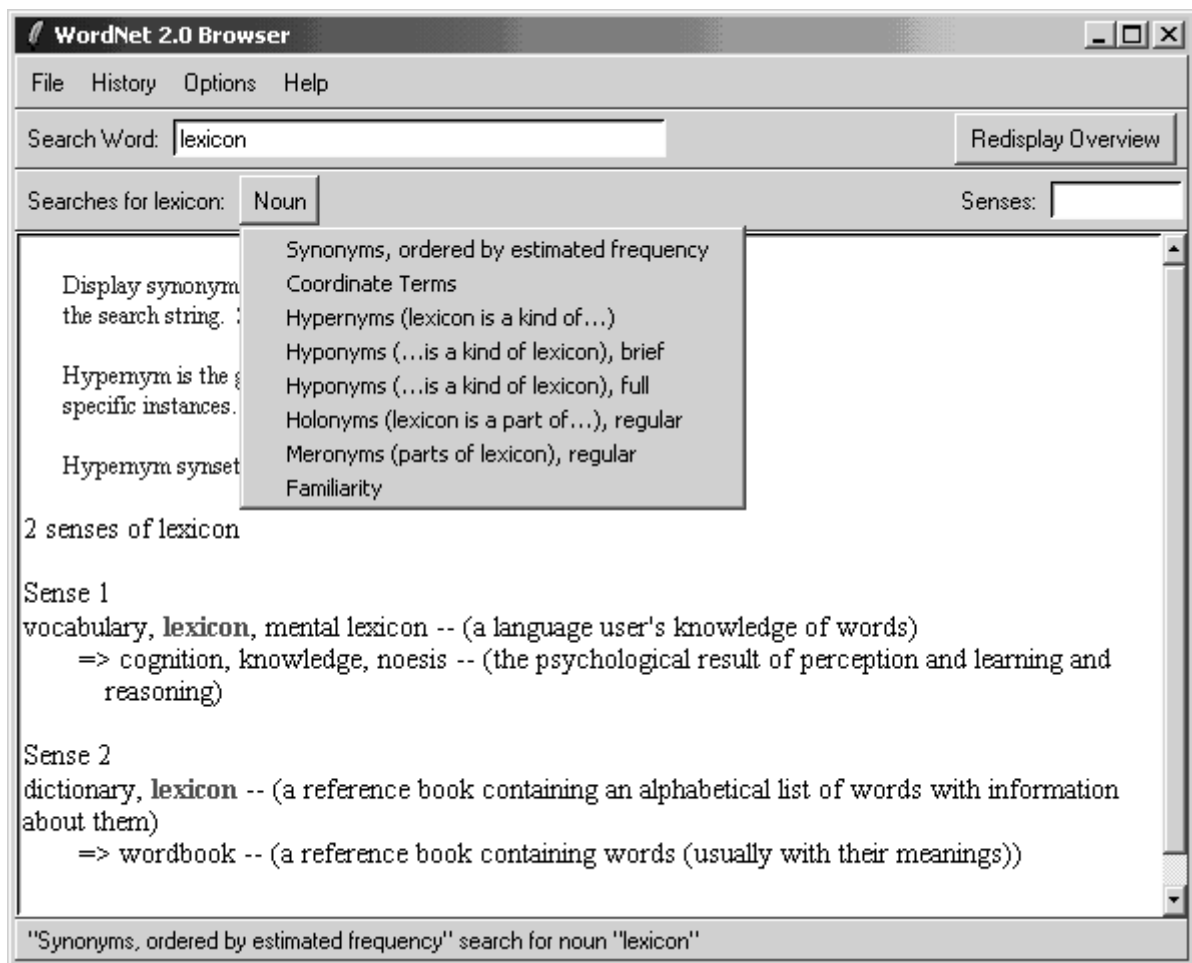 WordNet 2.0 Browser
File History Options Help
Search Word: lexicon Redisplay Overview
Searches for lexicon: Noun Senses:
Synonyms, ordered by estimated frequency
Coordinate Terms
Hypernyms (lexicon is a kind of...)
Hyponyms (...is a kind of lexicon), brief
Hyponyms (...is a kind of lexicon), full
Holonyms (lexicon is a part of...), regular
Meronyms (parts of lexicon), regular
Familiarity
Display synonym
the search string.
Hypernym is the
specific instances.
Hypernym synset
2 senses of lexicon
Sense 1
vocabulary, lexicon, mental lexicon -- (a language user's knowledge of words)
=> cognition, knowledge, noesis -- (the psychological result of perception and learning and
reasoning)
Sense 2
dictionary, lexicon -- (a reference book containing an alphabetical list of words with information
about them)
=> wordbook -- (a reference book containing words (usually with their meanings))
"Synonyms, ordered by estimated frequency" search for noun "lexicon"